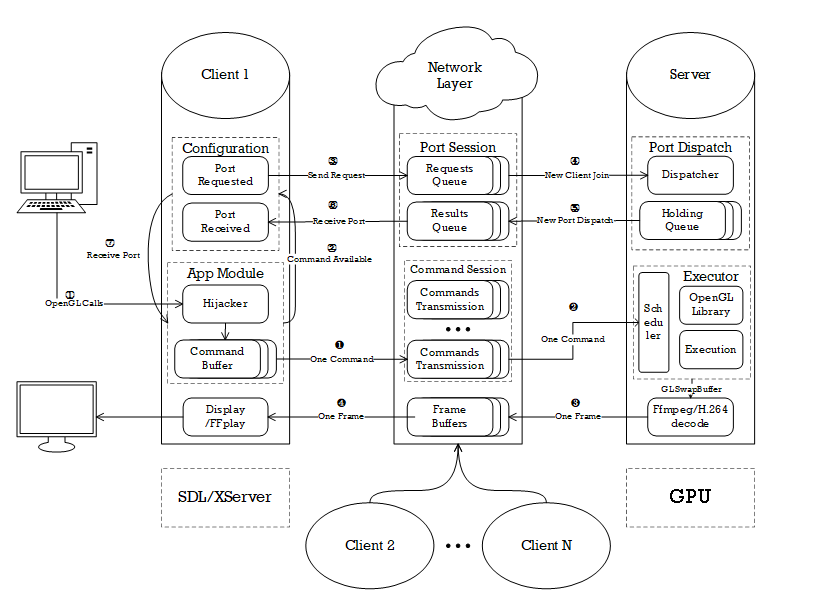 Client 1
Network
Layer
Server
Configuration
Port
Requested
Port
Received
③
Send Request
⑥
Receive Port
②
Command Available
⑦
Receive Port
①
OpenGL Calls
Port Session
Requests
Queue
Results
Queue
④
New Client Join
⑤
New Port Dispatch
Port Dispatch
Dispatcher
Holding
Queue
App Module
Hijacker
Command
Buffer
❶
One Command
Command Session
Commands
Transmission
•••
Commands
Transmission
❷
One Command
Executor
Sch
edu
ler
OpenGL
Library
Execution
GLSwapBuffer
Display
/FFplay
❹
One Frame
Frame
Buffers
❸
One Frame
Ffmpeg/H.264
decode
SDL/XServer
GPU
Client 2
•••
Client N